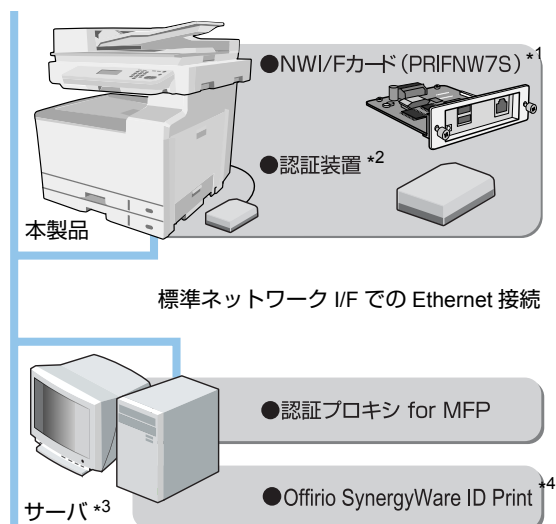 ●NWI/Fカード（PRIFNW7S）*1
●認証装置 *2
本製品
標準ネットワーク I/F での Ethernet 接続
●認証プロキシ for MFP
●Offirio SynergyWare ID Print *4
サーバ *3